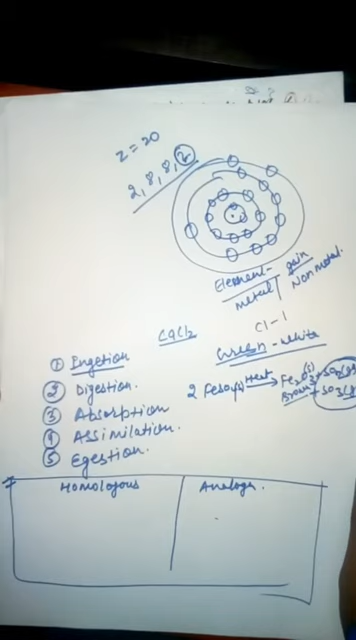 Z = 20
2, 8, 8, 2
Element - gain
metal | Non metal.
Cl-1
CaCl2
Green - white
① Ingetion
② Digestion.
③ Absorption
④ Assimilation.
⑤ Egestion.
2 FeSO4(s) Heat → Fe2O3(s) + SO2(g)
Brown + SO3(g)
Homologous
Analogs.